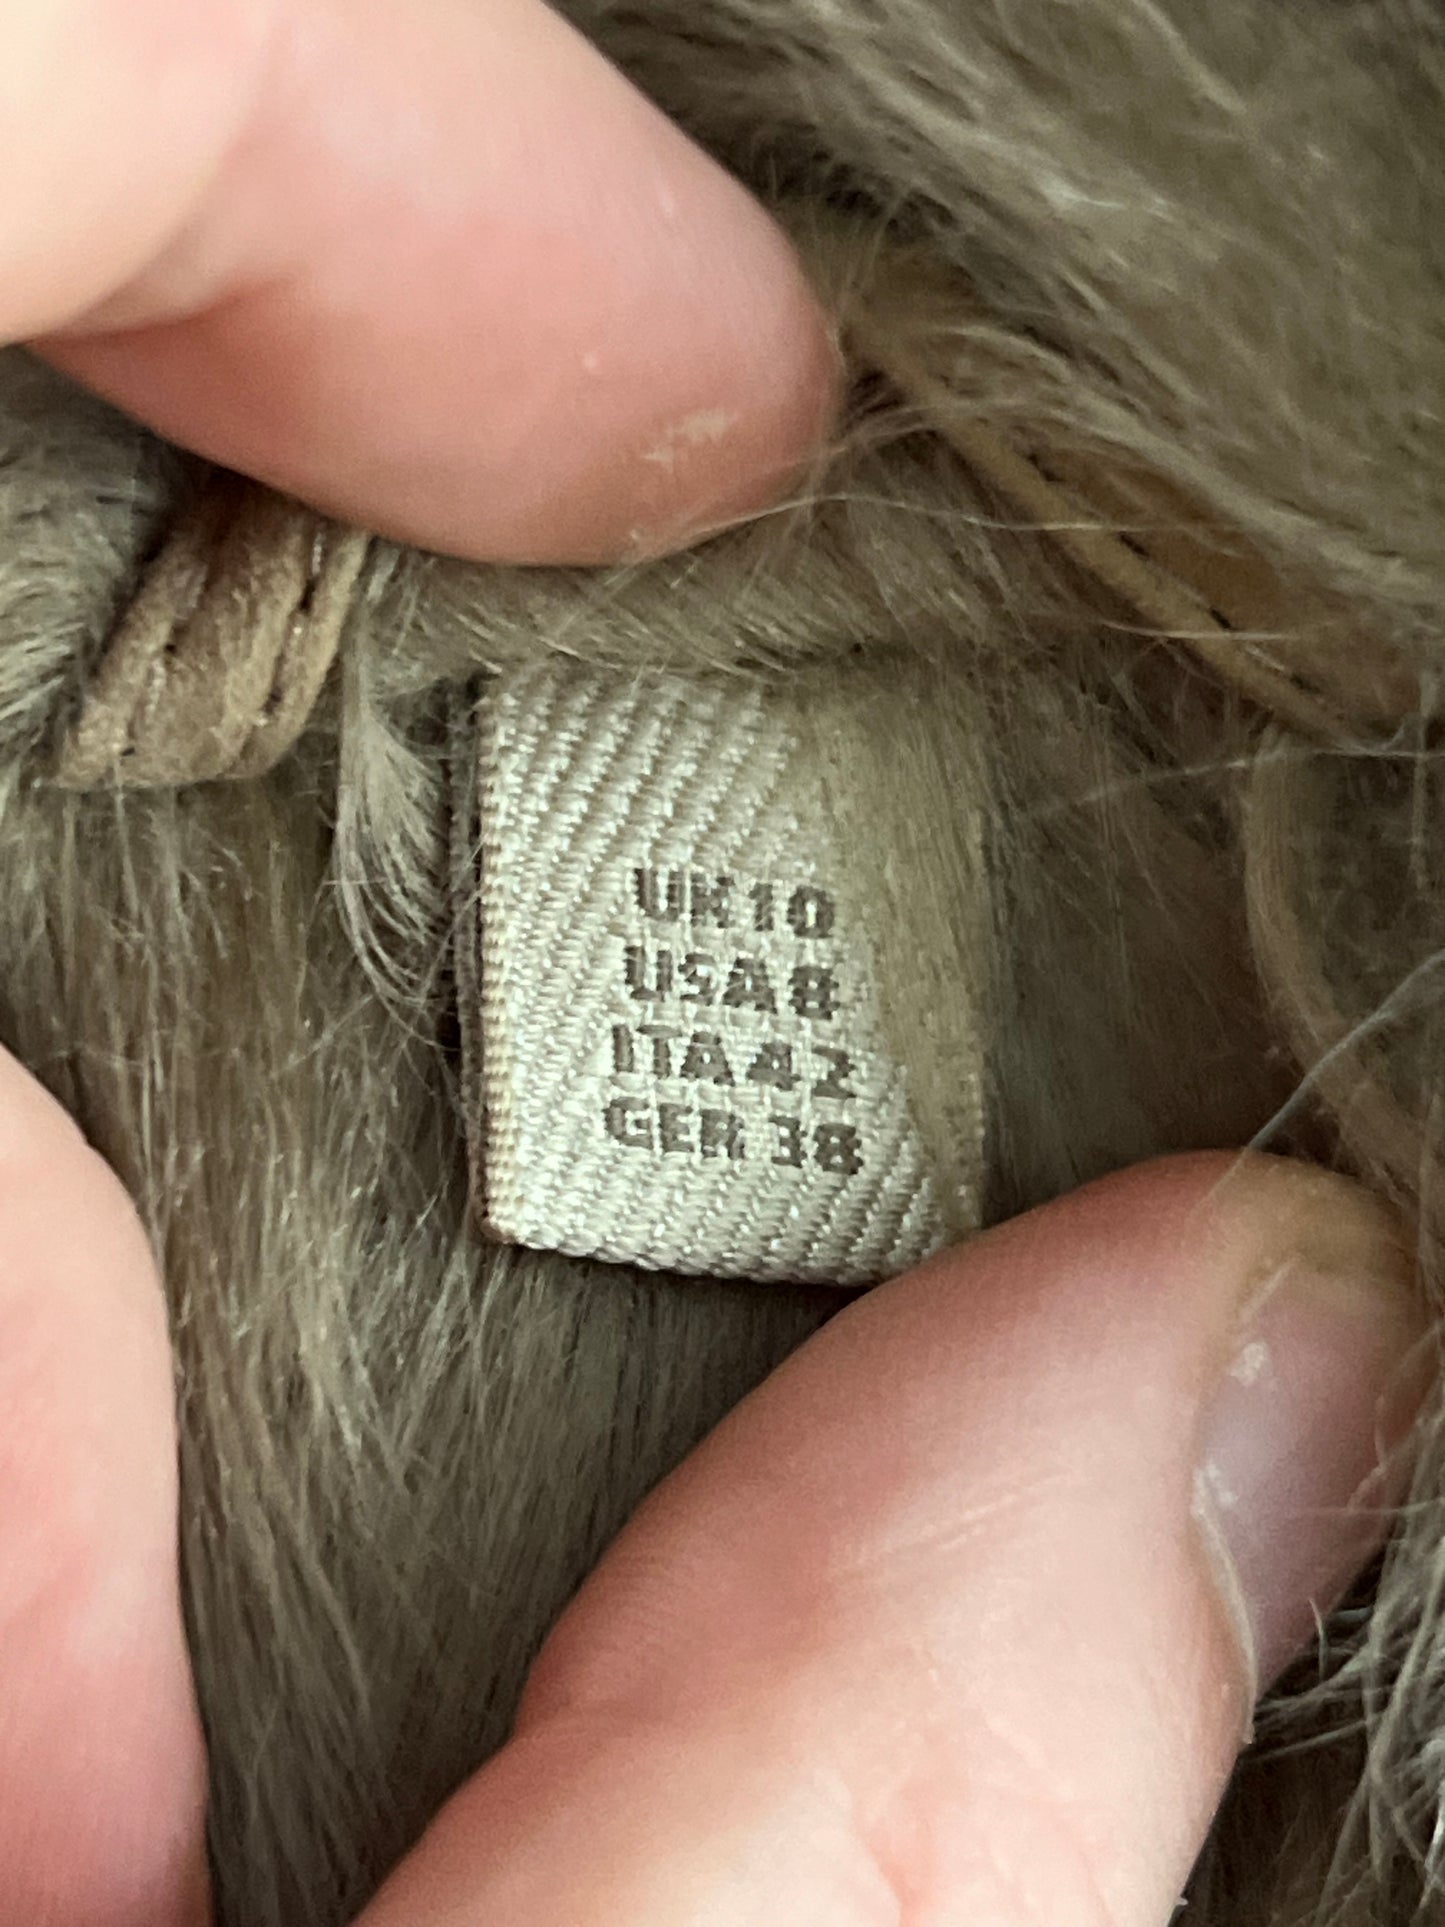 UK 10
USA 8
ITA 42
GER 38